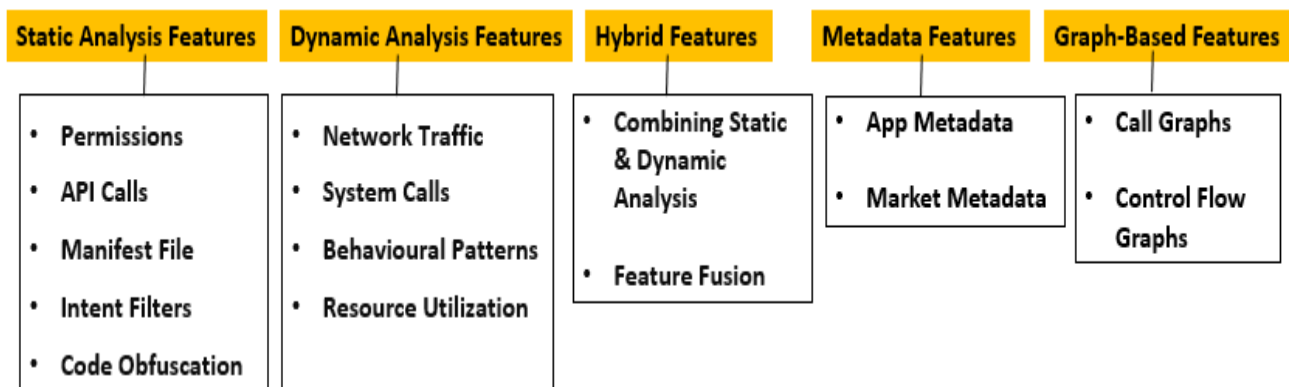 Static Analysis Features
Permissions
API Calls
Manifest File
Intent Filters
Code Obfuscation
Dynamic Analysis Features
Network Traffic
System Calls
Behavioural Patterns
Resource Utilization
Hybrid Features
Combining Static
& Dynamic
Analysis
Feature Fusion
Metadata Features
App Metadata
Market Metadata
Graph-Based Features
Call Graphs
Control Flow
Graphs